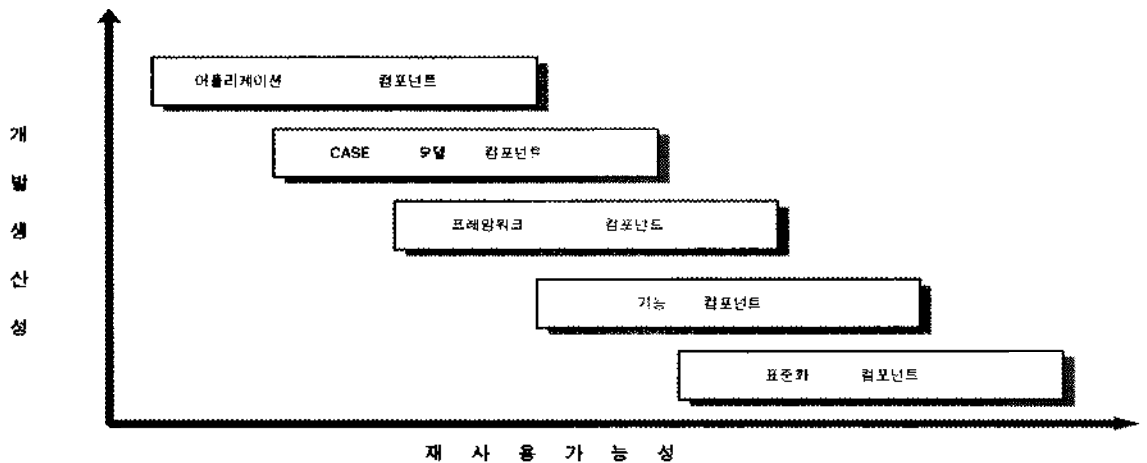 어플리케이션 컴포넌트
CASE 모델 컴포넌트
프레임워크 컴포넌트
기능 컴포넌트
표준화 컴포넌트
개발생산성
재사용가능성